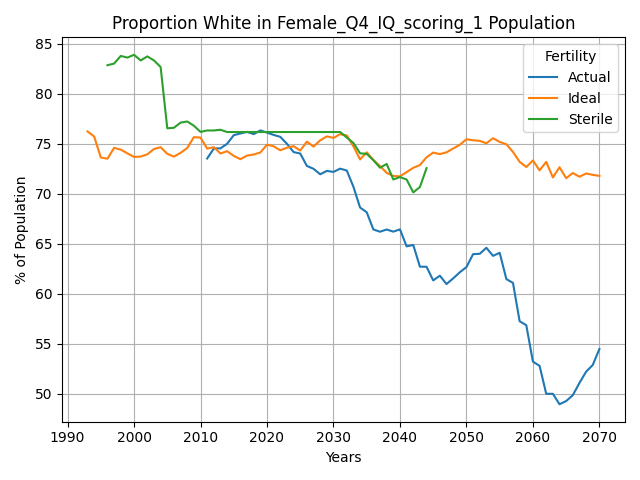 Proportion White in Female_Q4_IQ_scoring_1 Population
% of Population
85
80
75
70
65
60
55
50
Fertility
Actual
Ideal
Sterile
1990 2000 2010 2020 2030 2040 2050 2060 2070
Years